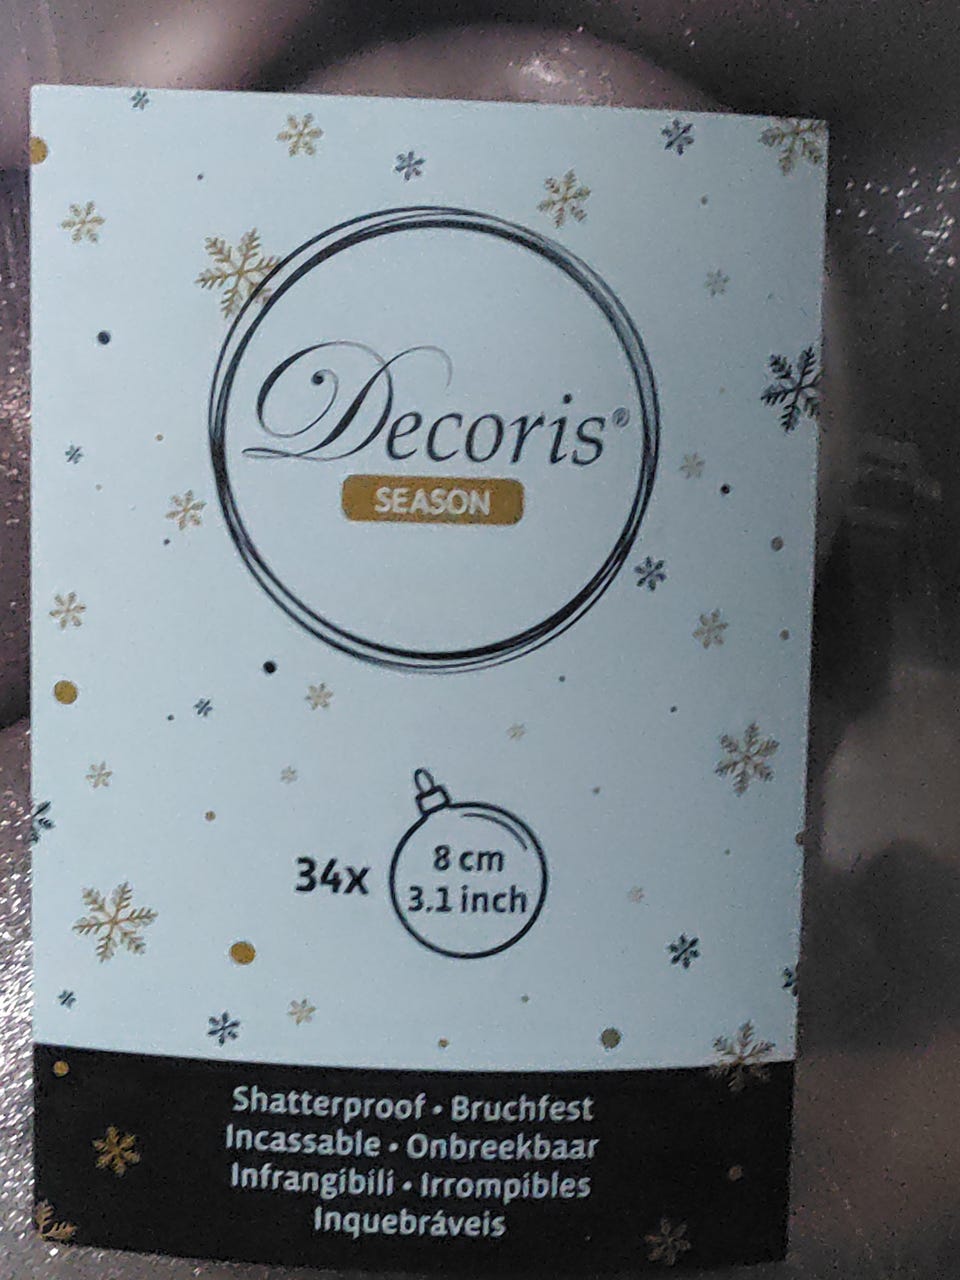 Decoris®
SEASON
34x
8 cm
3.1 inch
Shatterproof • Bruchfest
Incassable • Onbreekbaar
Infrangibili • Irrompibles
Inquebráveis